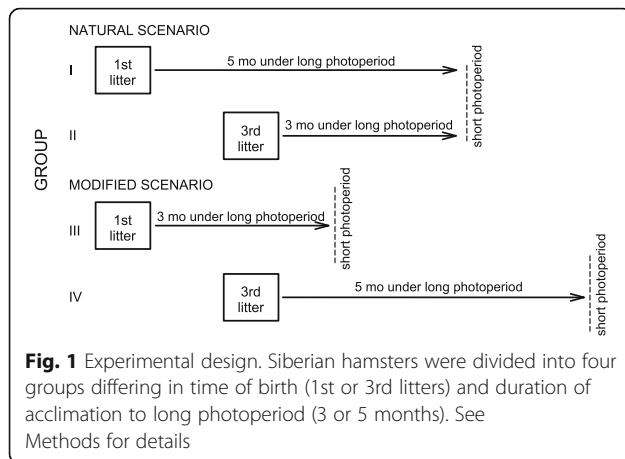 NATURAL SCENARIO
I
1st
litter
5 mo under long photoperiod
short photoperiod
II
3rd
litter
3 mo under long photoperiod
GROUP
MODIFIED SCENARIO
III
1st
litter
3 mo under long photoperiod
short photoperiod
IV
3rd
litter
5 mo under long photoperiod
short photoperiod
Fig. 1 Experimental design. Siberian hamsters were divided into four
groups differing in time of birth (1st or 3rd litters) and duration of
acclimation to long photoperiod (3 or 5 months). See
Methods for details